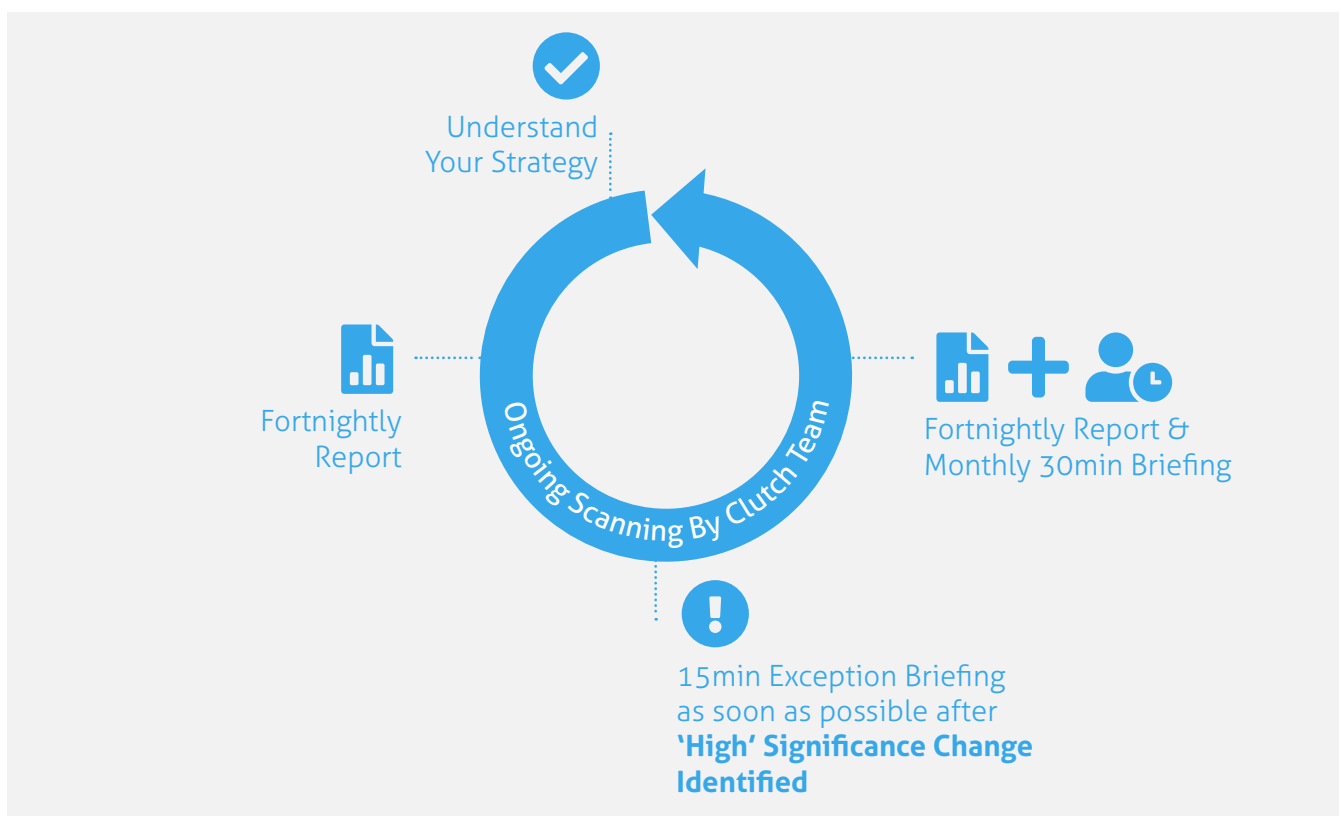 Understand
Your Strategy
Fortnightly
Report
Fortnightly Report &
Monthly 30min Briefing
Ongoing Scanning By Clutch Team
15min Exception Briefing
as soon as possible after
‘High’ Significance Change
Identified